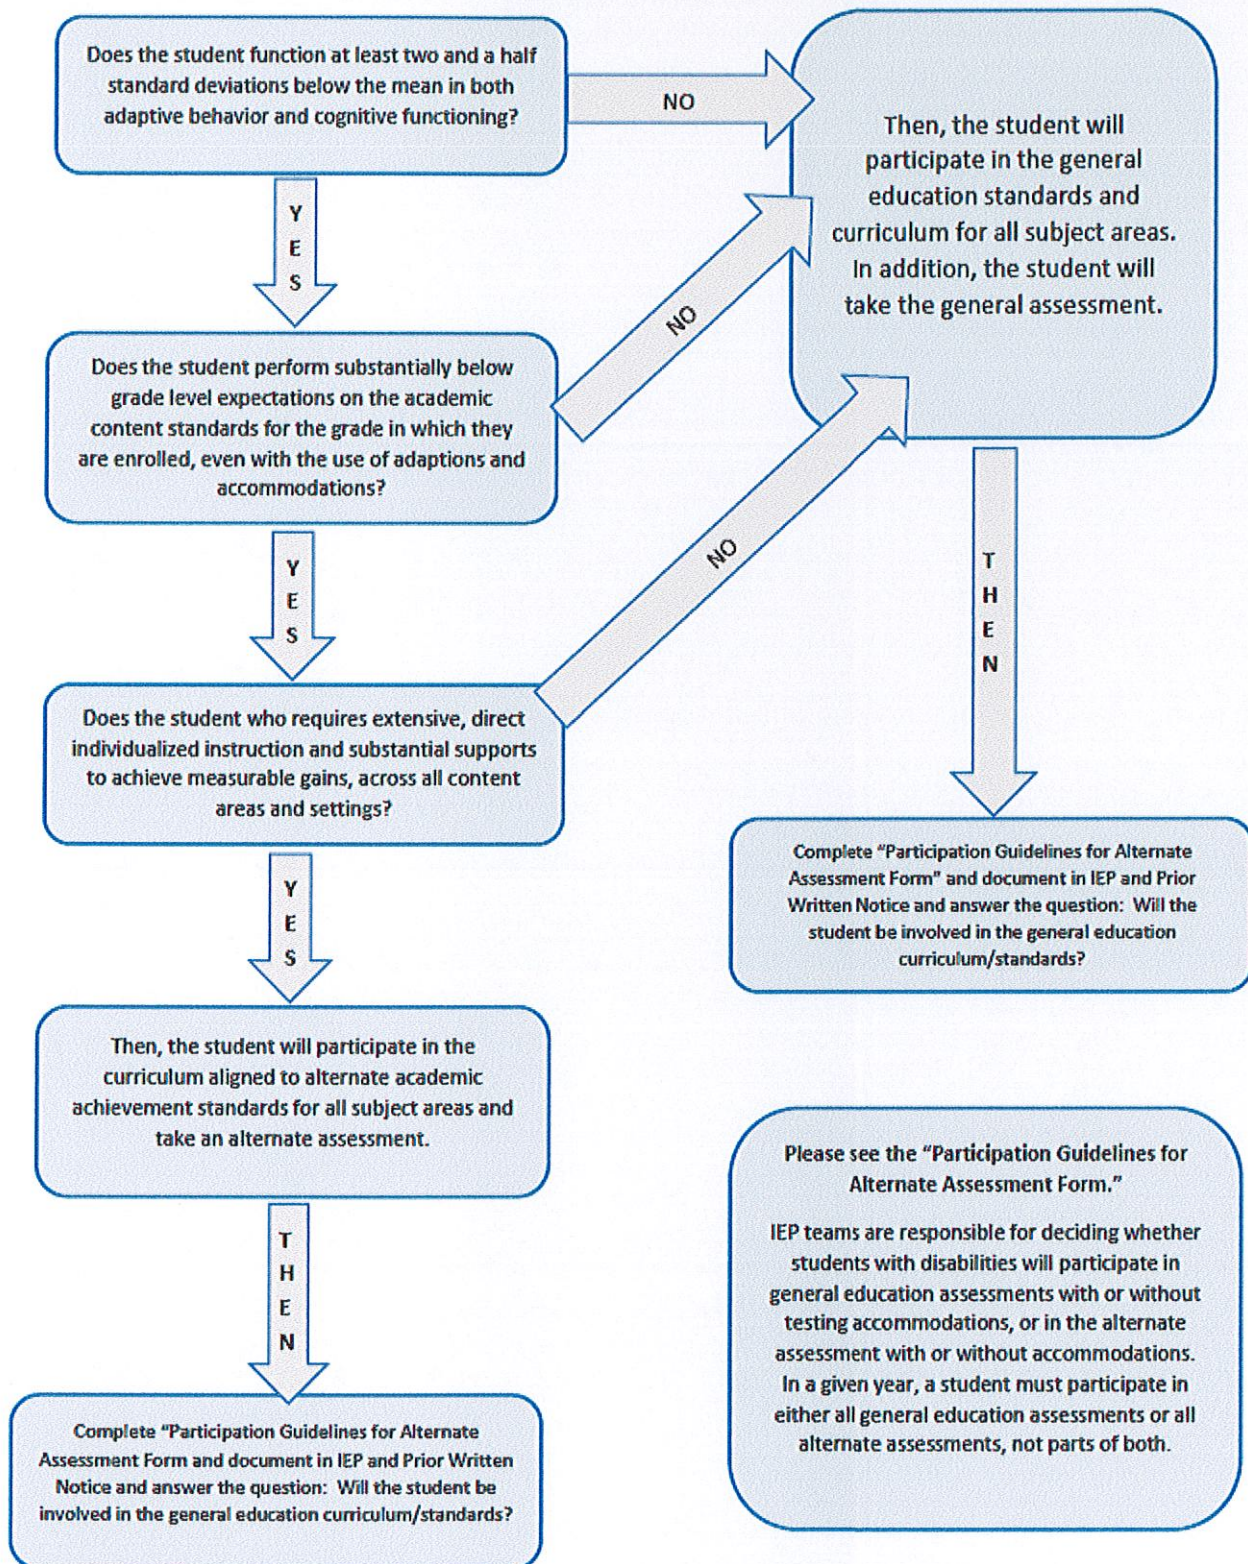 Does the student function at least two and a half
standard deviations below the mean in both
adaptive behavior and cognitive functioning?
NO
Then, the student will
participate in the general
education standards and
curriculum for all subject areas.
In addition, the student will
take the general assessment.
Y
E
S
NO
Does the student perform substantially below
grade level expectations on the academic
content standards for the grade in which they
are enrolled, even with the use of adaptions and
accommodations?
NO
Y
E
S
T
H
E
N
Does the student who requires extensive, direct
individualized instruction and substantial supports
to achieve measurable gains, across all content
areas and settings?
Y
E
S
Complete “Participation Guidelines for Alternate
Assessment Form” and document in IEP and Prior
Written Notice and answer the question: Will the
student be involved in the general education
curriculum/standards?
Then, the student will participate in the
curriculum aligned to alternate academic
achievement standards for all subject areas and
take an alternate assessment.
T
H
E
N
Complete “Participation Guidelines for Alternate
Assessment Form and document in IEP and Prior Written
Notice and answer the question: Will the student be
involved in the general education curriculum/standards?
Please see the “Participation Guidelines for
Alternate Assessment Form.”
IEP teams are responsible for deciding whether
students with disabilities will participate in
general education assessments with or without
testing accommodations, or in the alternate
assessment with or without accommodations.
In a given year, a student must participate in
either all general education assessments or all
alternate assessments, not parts of both.